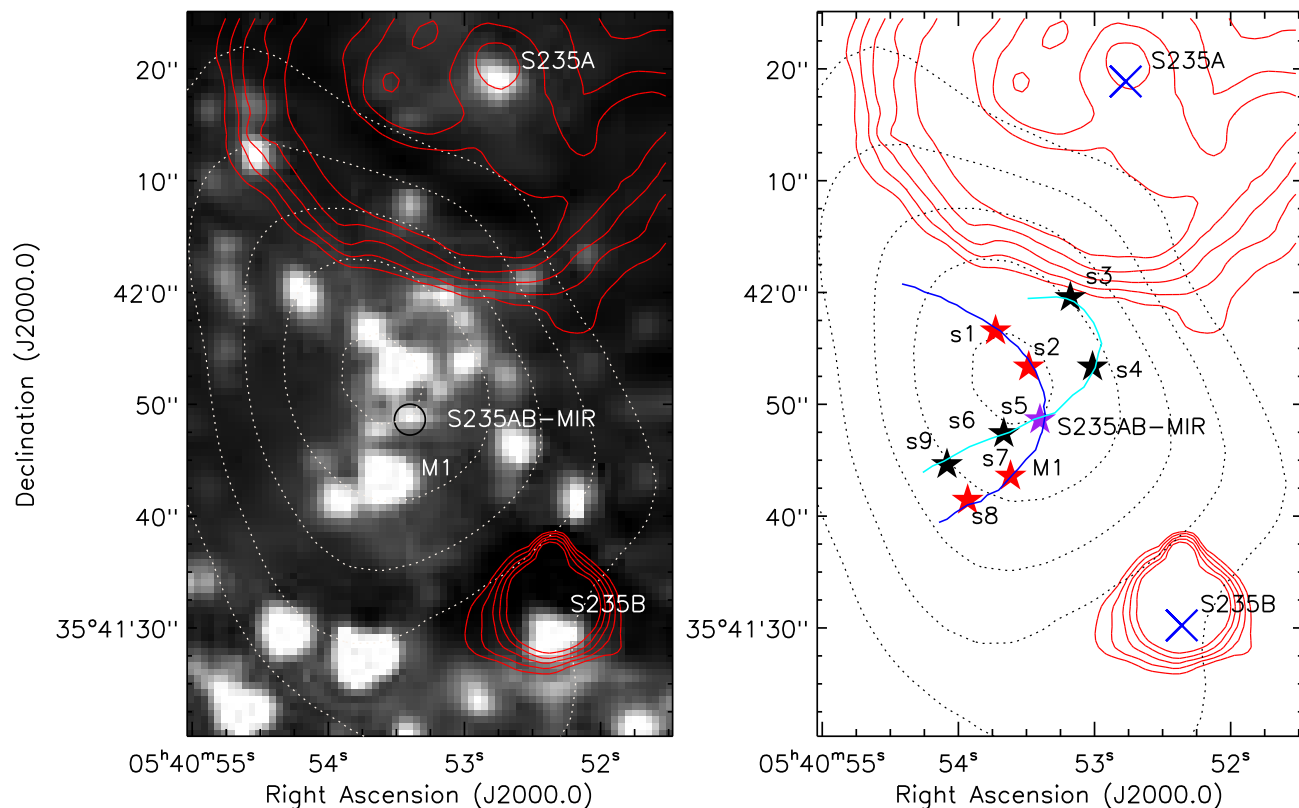 S235A
20''
10''
42'0''
50''
S235AB-MIR
M1
40''
S235B
35°41'30''
05ʰ40ᵐ55ˢ
54ˢ
53ˢ
52ˢ
Right Ascension (J2000.0)
Declination (J2000.0)
S235A
20''
10''
42'0''
s3
s1
s2
s4
50''
s5
s6
S235AB-MIR
s9
s7
M1
40''
s8
S235B
35°41'30''
05ʰ40ᵐ55ˢ
54ˢ
53ˢ
52ˢ
Right Ascension (J2000.0)